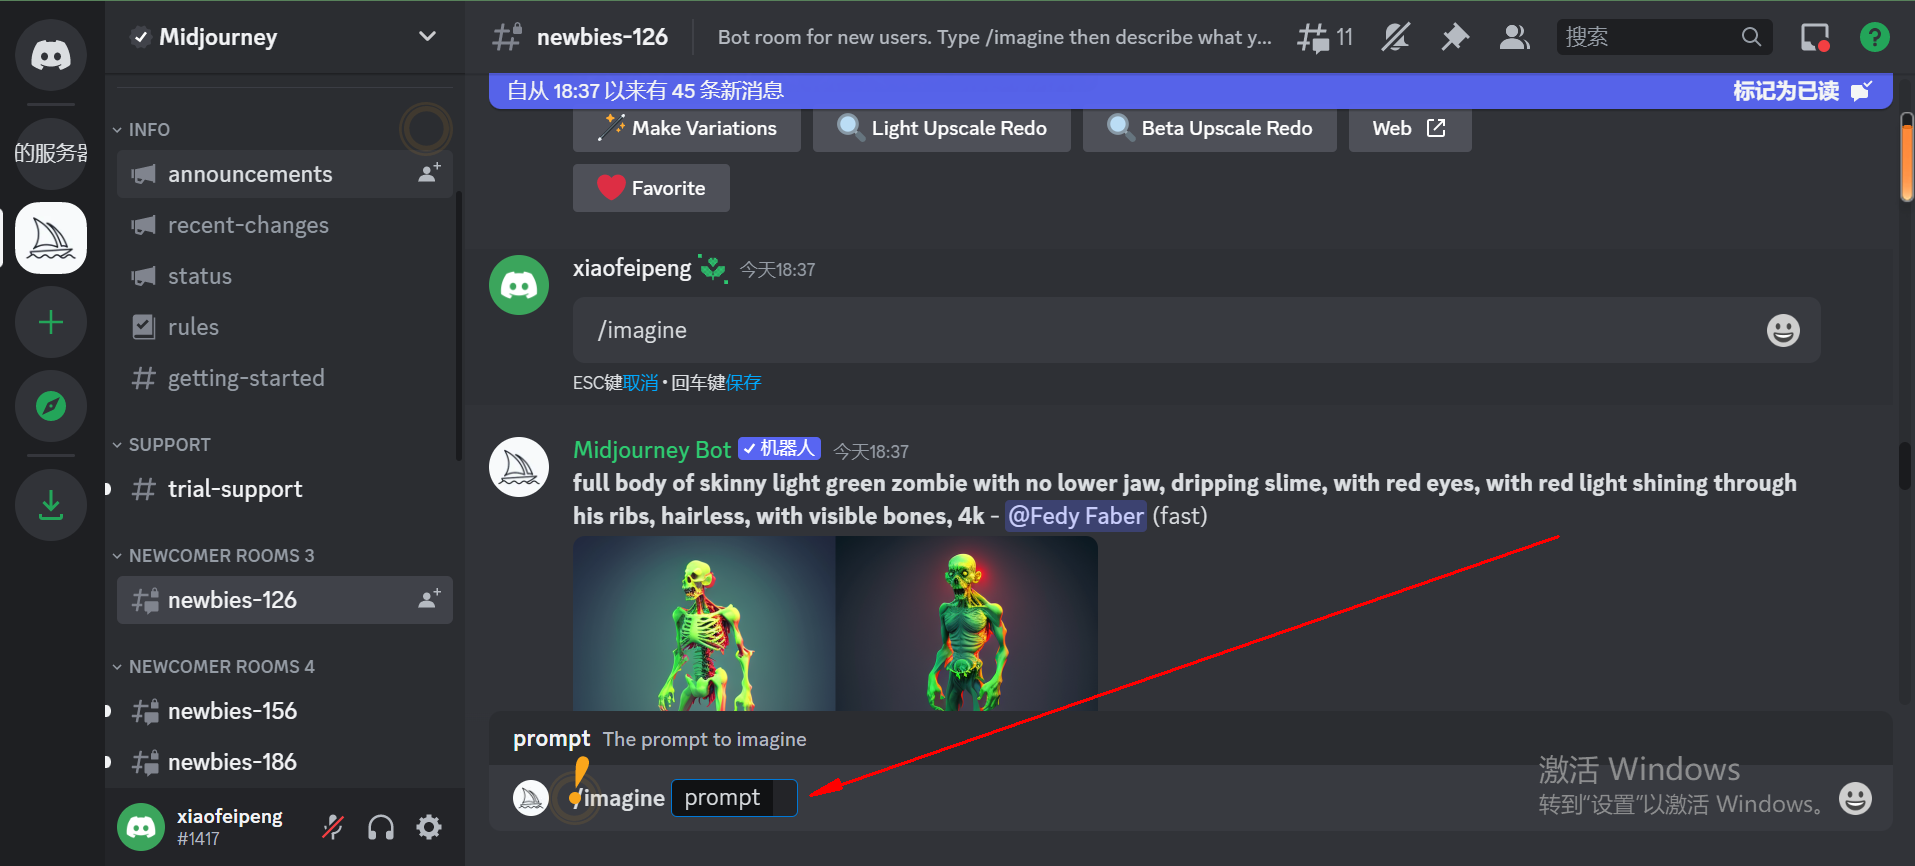 的服务器
Midjourney
INFO
announcements
recent-changes
status
rules
getting-started
SUPPORT
trial-support
NEWCOMER ROOMS 3
newbies-126
NEWCOMER ROOMS 4
newbies-156
newbies-186
xiaofeipeng
#1417
newbies-126
Bot room for new users. Type /imagine then describe what y...
11
搜索
自从 18:37 以来有 45 条新消息
标记为已读
Make Variations
Light Upscale Redo
Beta Upscale Redo
Web
Favorite
xiaofeipeng 今天18:37
/imagine
ESC键取消 • 回车键保存
Midjourney Bot 机器人 今天18:37
full body of skinny light green zombie with no lower jaw, dripping slime, with red eyes, with red light shining through
his ribs, hairless, with visible bones, 4k - @Fedy Faber (fast)
prompt The prompt to imagine
/imagine prompt
激活 Windows
转到“设置”以激活 Windows。